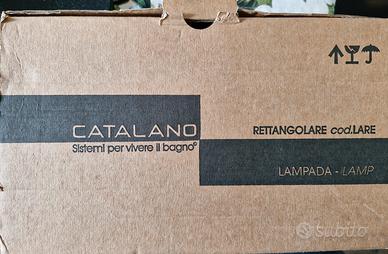 CATALANO
Sistemi per vivere il bagno®
RETTANGOLARE cod.LARE
LAMPADA - LAMP
subito